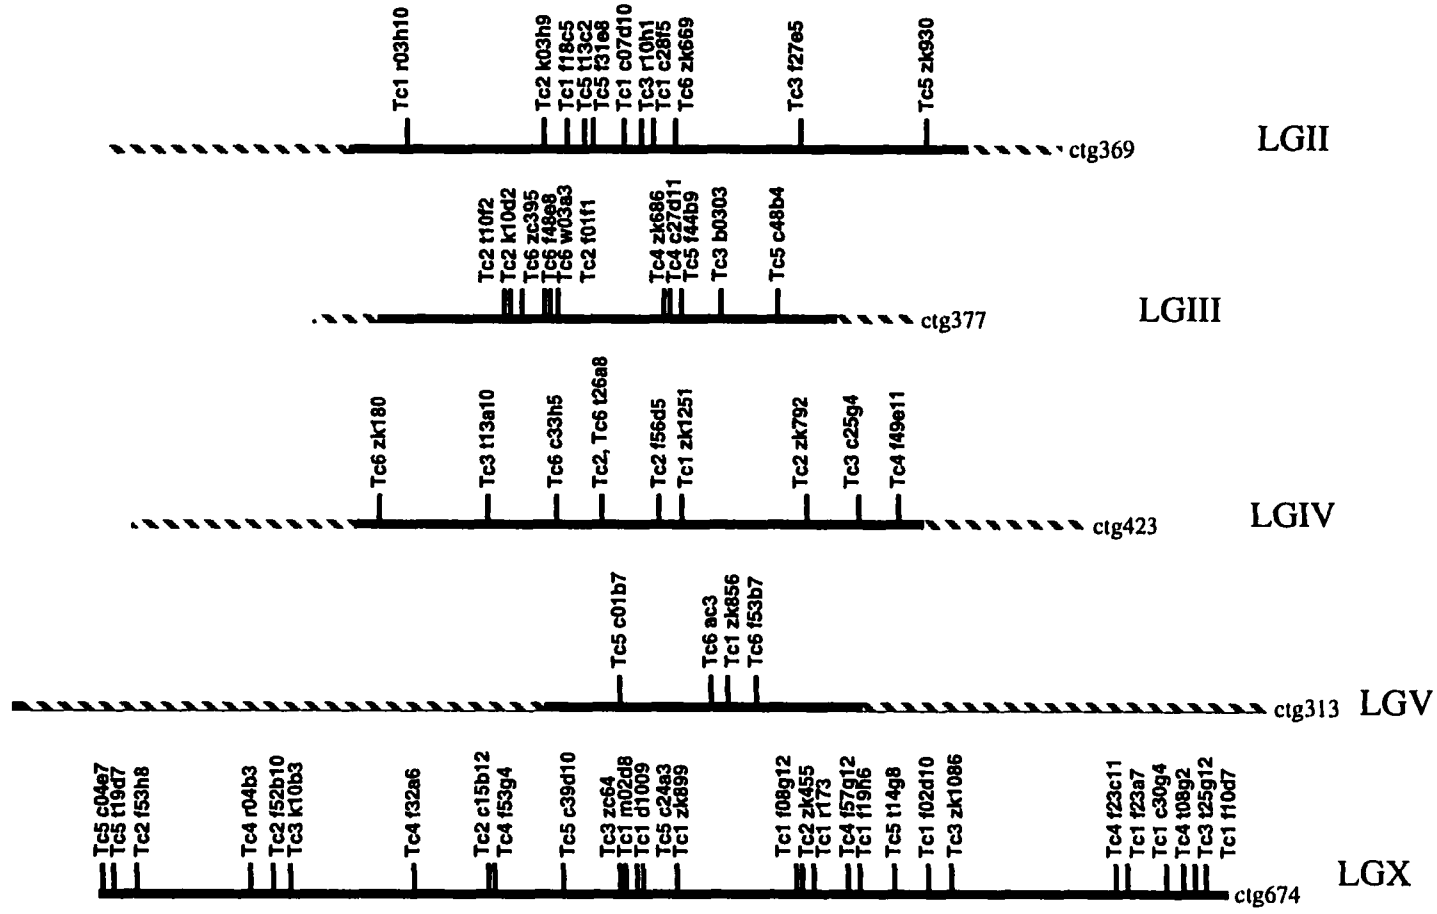 Tc1 r03h10
Tc2 k03h9
Tc1 f18c5
Tc5 t13c2
Tc5 f31e8
Tc1 c07d10
Tc3 r10h1
Tc1 c28f5
Tc6 zk669
Tc3 f27e5
Tc5 zk930
ctg369
LGII
Tc2 t10f2
Tc2 k10d2
Tc6 zc395
Tc6 f48e8
Tc6 w03a3
Tc2 f01f1
Tc4 zk686
Tc4 c27d11
Tc5 f44b9
Tc3 b0303
Tc5 c48b4
ctg377
LGIII
Tc6 zk180
Tc3 t13a10
Tc6 c33h5
Tc2, Tc6 t26a8
Tc2 f56d5
Tc1 zk1251
Tc2 zk792
Tc3 c25g4
Tc4 f49e11
ctg423
LGIV
Tc5 c01b7
Tc6 ac3
Tc1 zk856
Tc6 f53b7
ctg313
LGV
Tc5 c04e7
Tc5 t19d7
Tc2 f53h8
Tc4 r04b3
Tc2 f52b10
Tc3 k10b3
Tc4 f32a6
Tc2 c15b12
Tc4 f53g4
Tc5 c39d10
Tc3 zc64
Tc1 m02d8
Tc1 d1009
Tc5 c24a3
Tc1 zk899
Tc1 f08g12
Tc2 zk455
Tc1 r173
Tc4 f57g12
Tc1 f19h6
Tc5 t14g8
Tc1 f02d10
Tc3 zk1086
Tc4 f23c11
Tc1 f23a7
Tc1 c30g4
Tc4 t08g2
Tc3 t25g12
Tc1 f10d7
ctg674
LGX